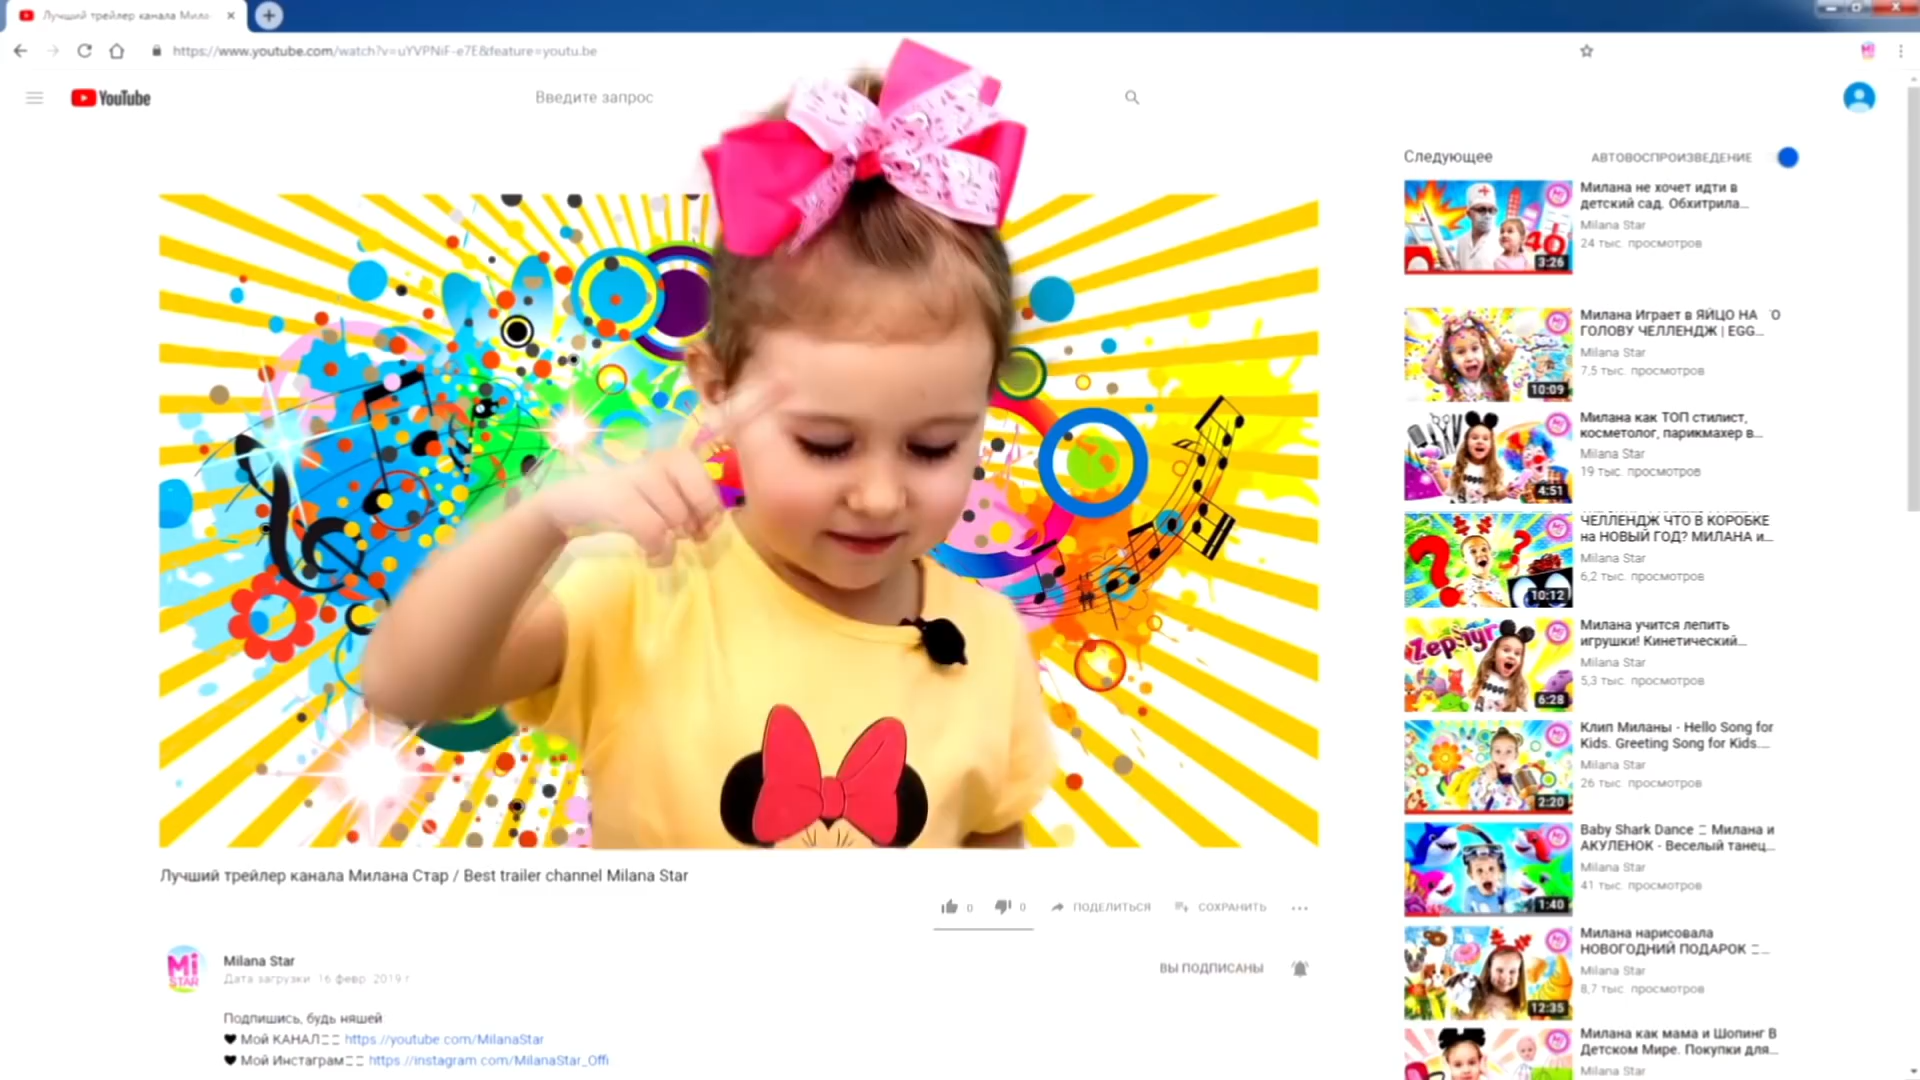 Лучший трейлер канала Мила
https://www.youtube.com/watch?v=uYVPNiF-e7E&feature=youtu.be
YouTube
Введите запрос
Следующее
АВТОВОСПРОИЗВЕДЕНИЕ
Милана не хочет идти в
детский сад. Обхитрила...
Milana Star
24 тыс. просмотров
40
3:26
Милана Играет в ЯЙЦО НА
ГОЛОВУ ЧЕЛЛЕНДЖ | EGG...
Milana Star
7,5 тыс. просмотров
10:09
Милана как ТОП стилист,
косметолог, парикмахер в...
Milana Star
19 тыс. просмотров
4:51
ЧЕЛЛЕНДЖ ЧТО В КОРОБКЕ
на НОВЫЙ ГОД? МИЛАНА и...
Milana Star
6,2 тыс. просмотров
10:12
Милана учится лепить
игрушки! Кинетический...
Milana Star
5,3 тыс. просмотров
Zephyr
6:28
Клип Миланы - Hello Song for
Kids. Greeting Song for Kids....
Milana Star
26 тыс. просмотров
2:20
Baby Shark Dance Милана и
АКУЛЕНОК - Веселый танец...
Milana Star
41 тыс. просмотров
1:40
Милана нарисовала
НОВОГОДНИЙ ПОДАРОК ...
Milana Star
8,7 тыс. просмотров
12:35
Милана как мама и Шопинг В
Детском Мире. Покупки для...
Milana Star
Лучший трейлер канала Милана Стар / Best trailer channel Milana Star
0 0 ПОДЕЛИТЬСЯ СОХРАНИТЬ ...
Mi
STAR
Milana Star
Дата загрузки: 16 февр. 2019 г.
ВЫ ПОДПИСАНЫ
Подпишись, будь няшей
♥ Мой КАНАЛ https://youtube.com/MilanaStar
♥ Мой Инстаграм https://instagram.com/MilanaStar_Offi